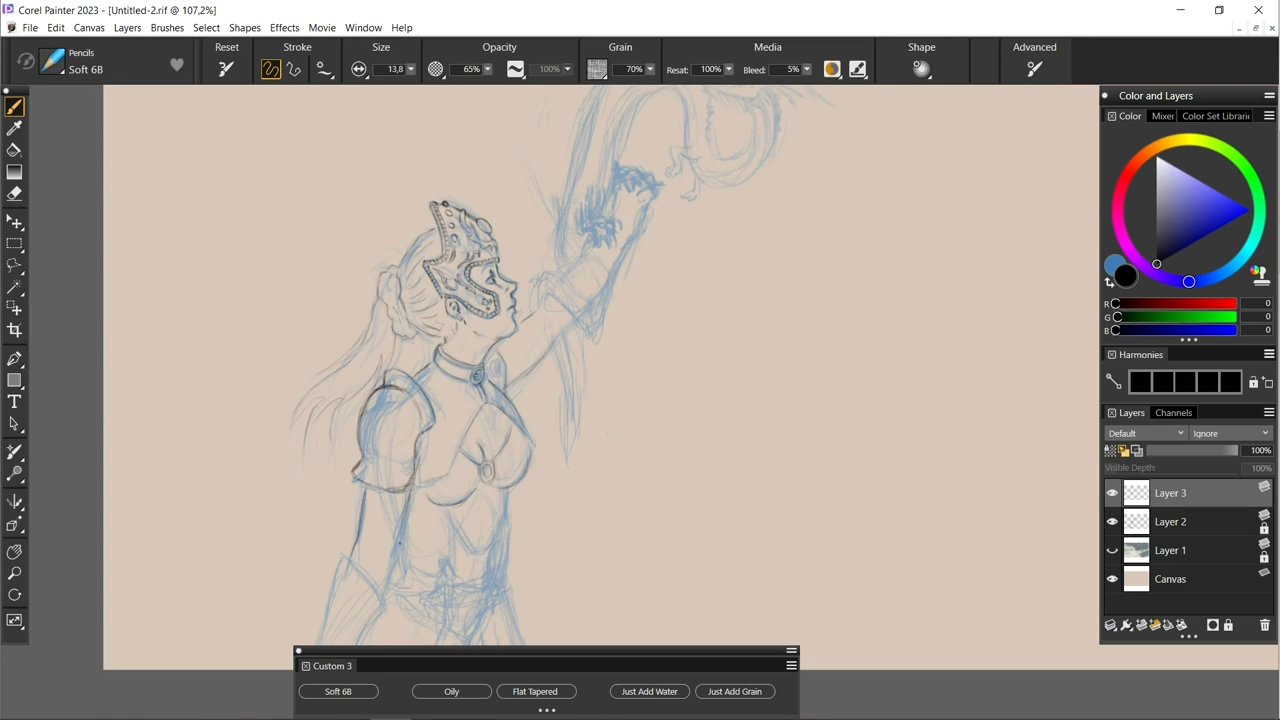 Corel Painter 2023 - [Untitled-2.rif @ 107,2%]
File Edit Canvas Layers Brushes Select Shapes Effects Movie Window Help
Pencils
Soft 6B
Reset
Stroke
Size
13,8
Opacity
65%
100%
Grain
70%
Media
Resat: 100%
Bleed: 5%
Shape
Advanced
Color and Layers
Color Mixer Color Set Librari
R 0
G 0
B 0
Harmonies
Layers Channels
Default Ignore
100%
Visible Depth: 100%
Layer 3
Layer 2
Layer 1
Canvas
Custom 3
Soft 6B Oily Flat Tapered Just Add Water Just Add Grain